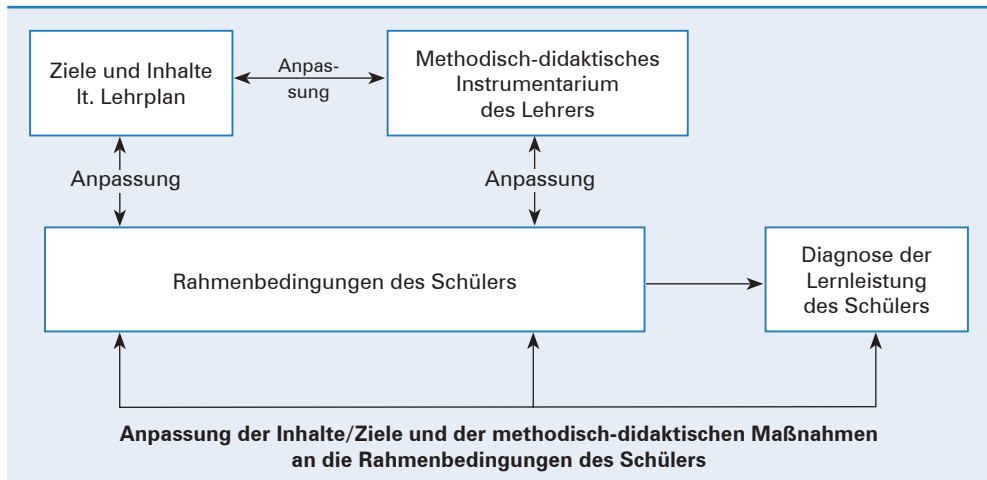 Ziele und Inhalte
lt. Lehrplan
Anpas-
sung
Methodisch-didaktisches
Instrumentarium
des Lehrers
Anpassung
Anpassung
Rahmenbedingungen des Schülers
Diagnose der
Lernleistung
des Schülers
Anpassung der Inhalte/Ziele und der methodisch-didaktischen Maßnahmen
an die Rahmenbedingungen des Schülers